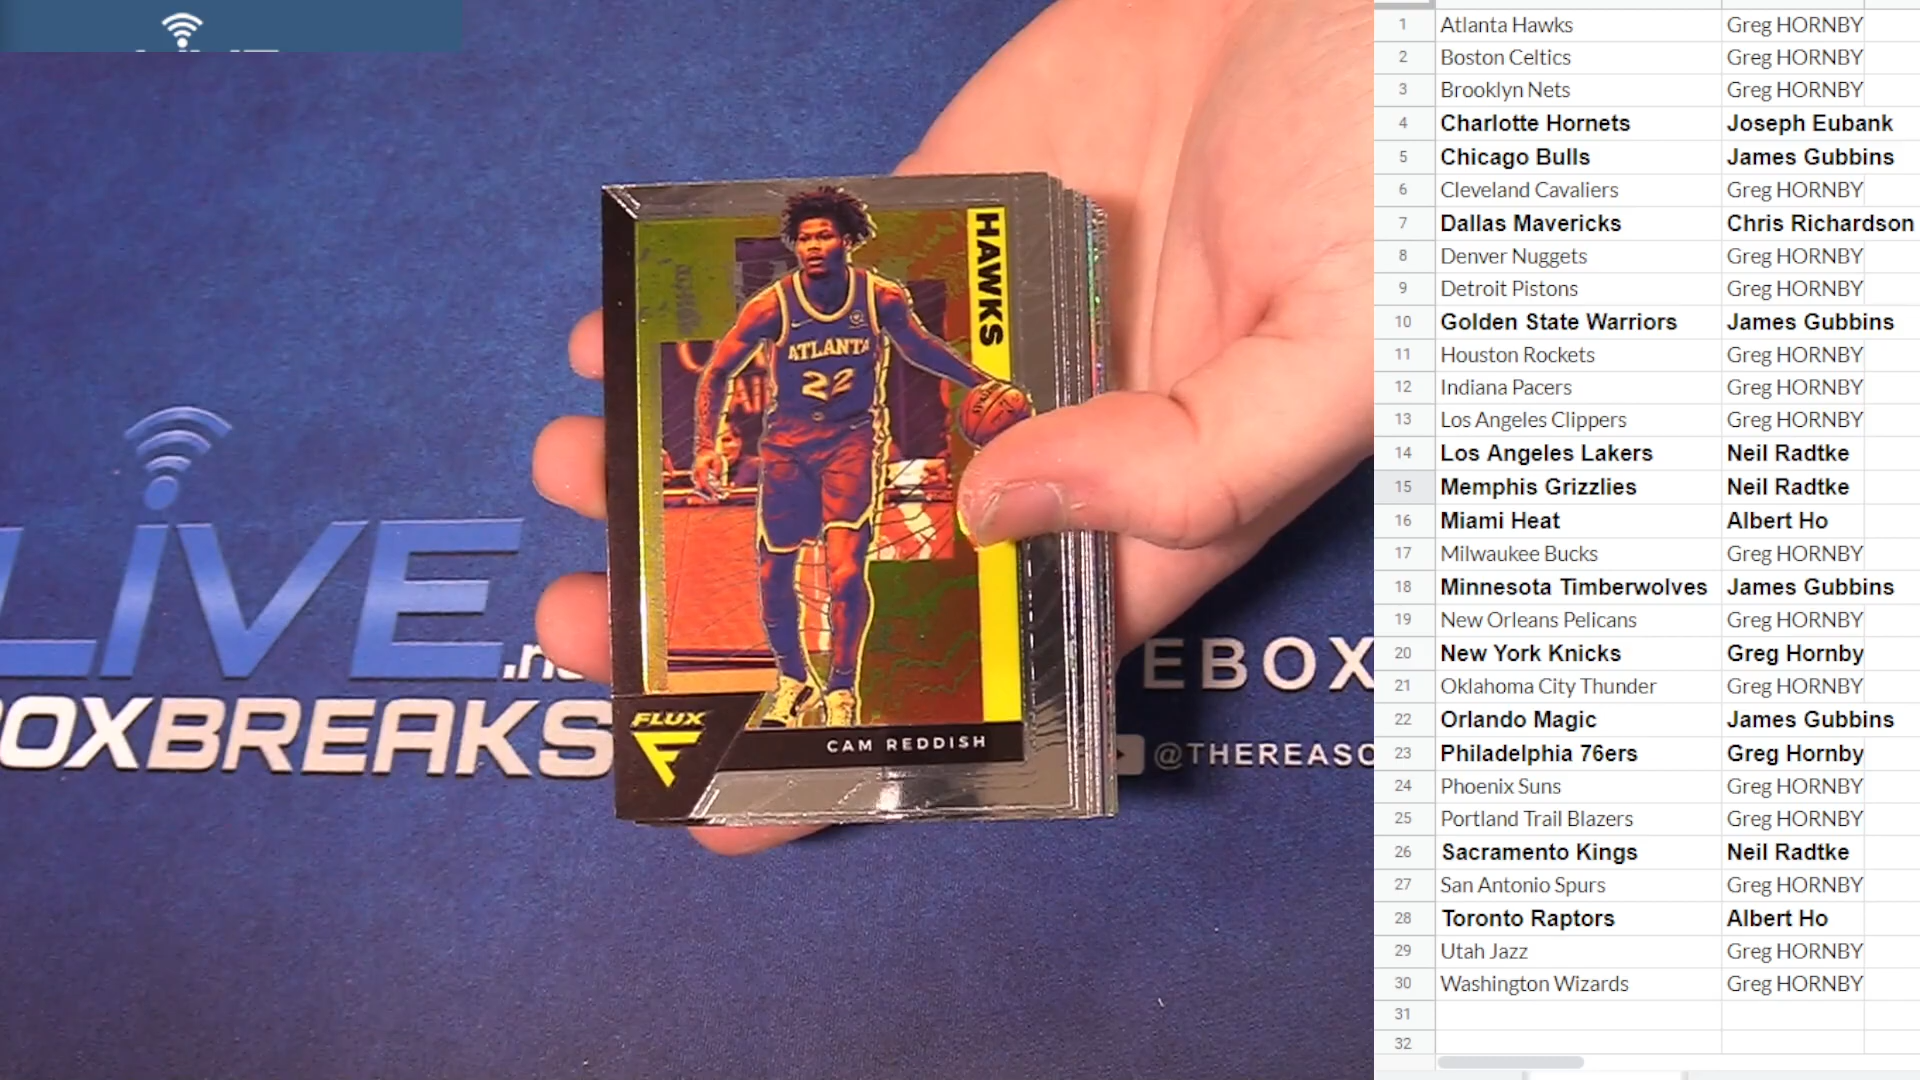 HAWKS
ATLANTA
22
FLUX
CAM REDDISH
LIVE
.n
OXBREAKS
EBOX
@THEREASO
1 Atlanta Hawks Greg HORNBY
2 Boston Celtics Greg HORNBY
3 Brooklyn Nets Greg HORNBY
4 Charlotte Hornets Joseph Eubank
5 Chicago Bulls James Gubbins
6 Cleveland Cavaliers Greg HORNBY
7 Dallas Mavericks Chris Richardson
8 Denver Nuggets Greg HORNBY
9 Detroit Pistons Greg HORNBY
10 Golden State Warriors James Gubbins
11 Houston Rockets Greg HORNBY
12 Indiana Pacers Greg HORNBY
13 Los Angeles Clippers Greg HORNBY
14 Los Angeles Lakers Neil Radtke
15 Memphis Grizzlies Neil Radtke
16 Miami Heat Albert Ho
17 Milwaukee Bucks Greg HORNBY
18 Minnesota Timberwolves James Gubbins
19 New Orleans Pelicans Greg HORNBY
20 New York Knicks Greg Hornby
21 Oklahoma City Thunder Greg HORNBY
22 Orlando Magic James Gubbins
23 Philadelphia 76ers Greg Hornby
24 Phoenix Suns Greg HORNBY
25 Portland Trail Blazers Greg HORNBY
26 Sacramento Kings Neil Radtke
27 San Antonio Spurs Greg HORNBY
28 Toronto Raptors Albert Ho
29 Utah Jazz Greg HORNBY
30 Washington Wizards Greg HORNBY
31
32